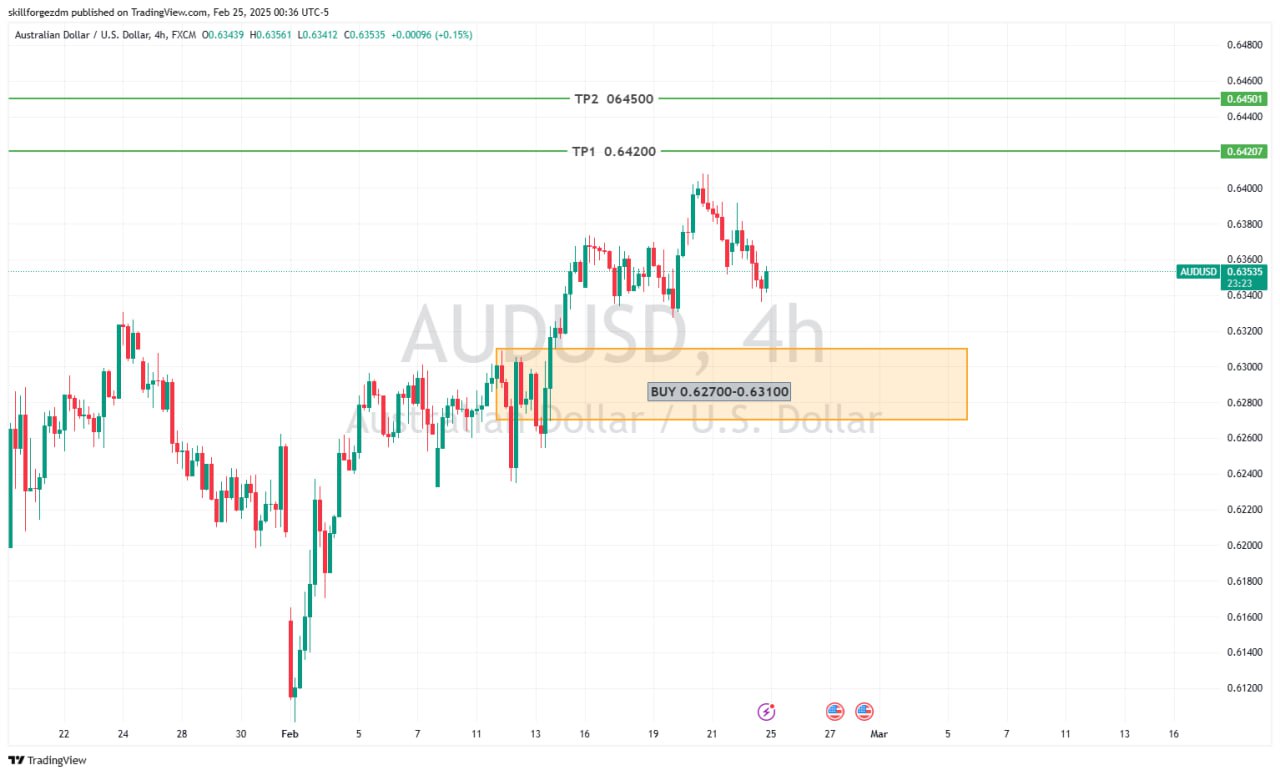 skillforgezdm published on TradingView.com, Feb 25, 2025 00:36 UTC-5
Australian Dollar / U.S. Dollar, 4h, FXCM O0.63439 H0.63561 L0.63412 C0.63535 +0.00096 (+0.15%)
0.64800
0.64600
TP2 064500
0.64501
0.64400
TP1 0.64200
0.64207
0.64000
0.63800
0.63600
AUDUSD 0.63535
23:23
0.63400
AUDUSD, 4h
0.63200
0.63000
BUY 0.62700-0.63100
0.62800
Australian Dollar / U.S. Dollar
0.62600
0.62400
0.62200
0.62000
0.61800
0.61600
0.61400
0.61200
22 24 28 30 Feb 5 7 11 13 17 19 21 25 27 Mar 5 7 11 13 16
TradingView